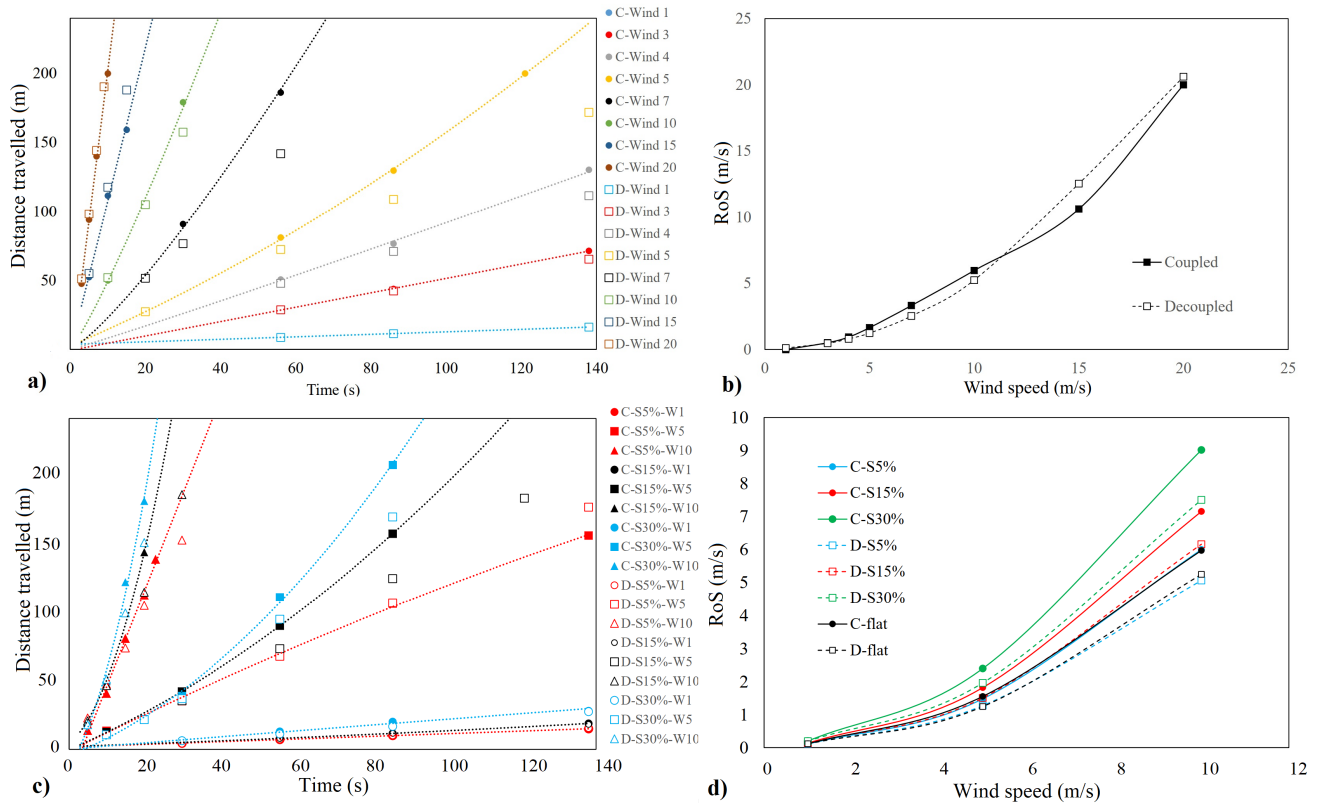 Distance travelled (m)
200
150
100
50
0
20
40
60
80
100
120
140
Time (s)
a)
C-Wind 1
C-Wind 3
C-Wind 4
C-Wind 5
C-Wind 7
C-Wind 10
C-Wind 15
C-Wind 20
D-Wind 1
D-Wind 3
D-Wind 4
D-Wind 5
D-Wind 7
D-Wind 10
D-Wind 15
D-Wind 20
RoS (m/s)
25
20
15
10
5
0
0
5
10
15
20
25
Wind speed (m/s)
Coupled
Decoupled
b)
Distance travelled (m)
200
150
100
50
0
0
20
40
60
80
100
120
140
Time (s)
c)
C-S5%-W1
C-S5%-W5
C-S5%-W10
C-S15%-W1
C-S15%-W5
C-S15%-W10
C-S30%-W1
C-S30%-W5
C-S30%-W10
D-S5%-W1
D-S5%-W5
D-S5%-W10
D-S15%-W1
D-S15%-W5
D-S15%-W10
D-S30%-W1
D-S30%-W5
D-S30%-W10
RoS (m/s)
10
9
8
7
6
5
4
3
2
1
0
0
2
4
6
8
10
12
Wind speed (m/s)
C-S5%
C-S15%
C-S30%
D-S5%
D-S15%
D-S30%
C-flat
D-flat
d)